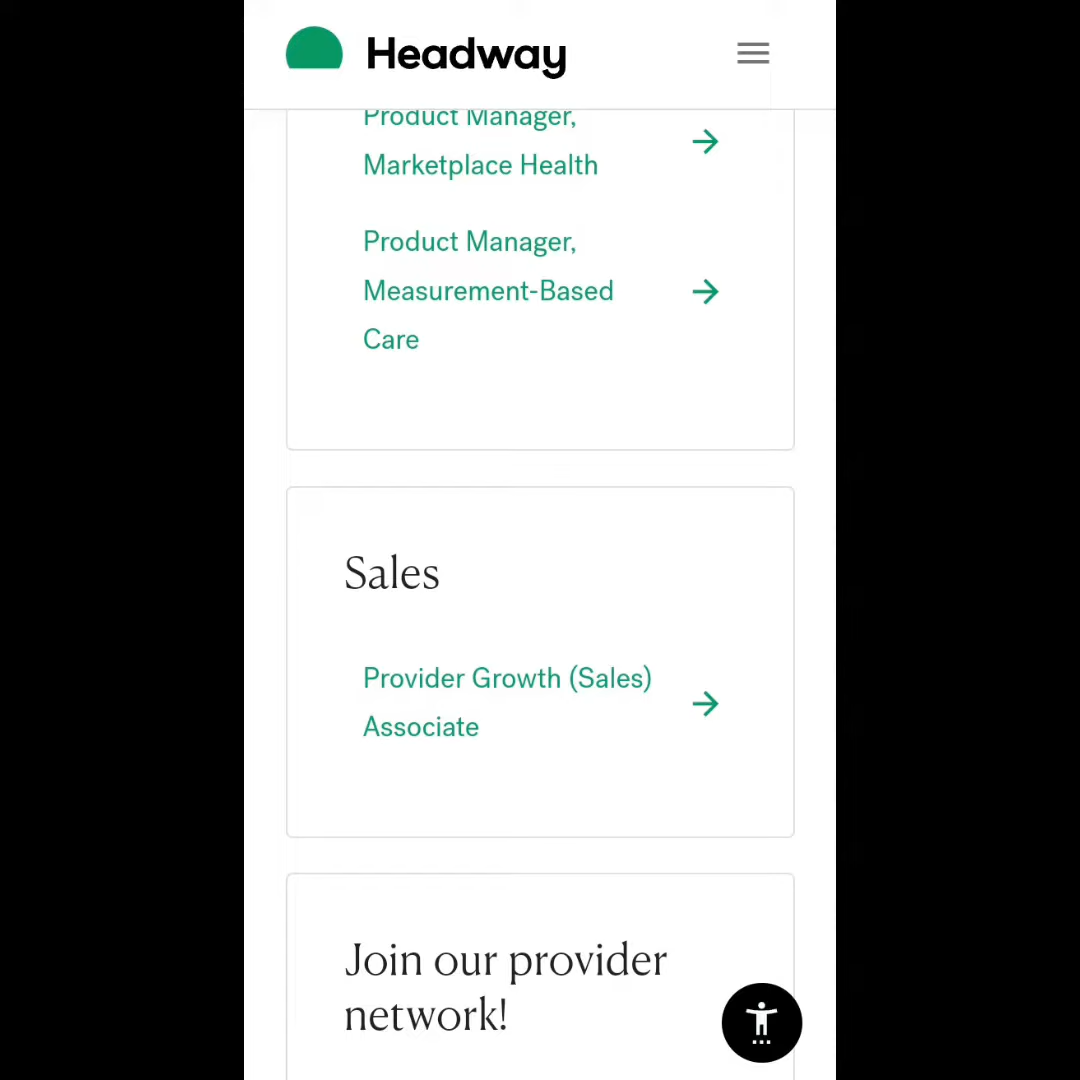 Headway
Product Manager,
Marketplace Health
Product Manager,
Measurement-Based
Care
Sales
Provider Growth (Sales)
Associate
Join our provider
network!